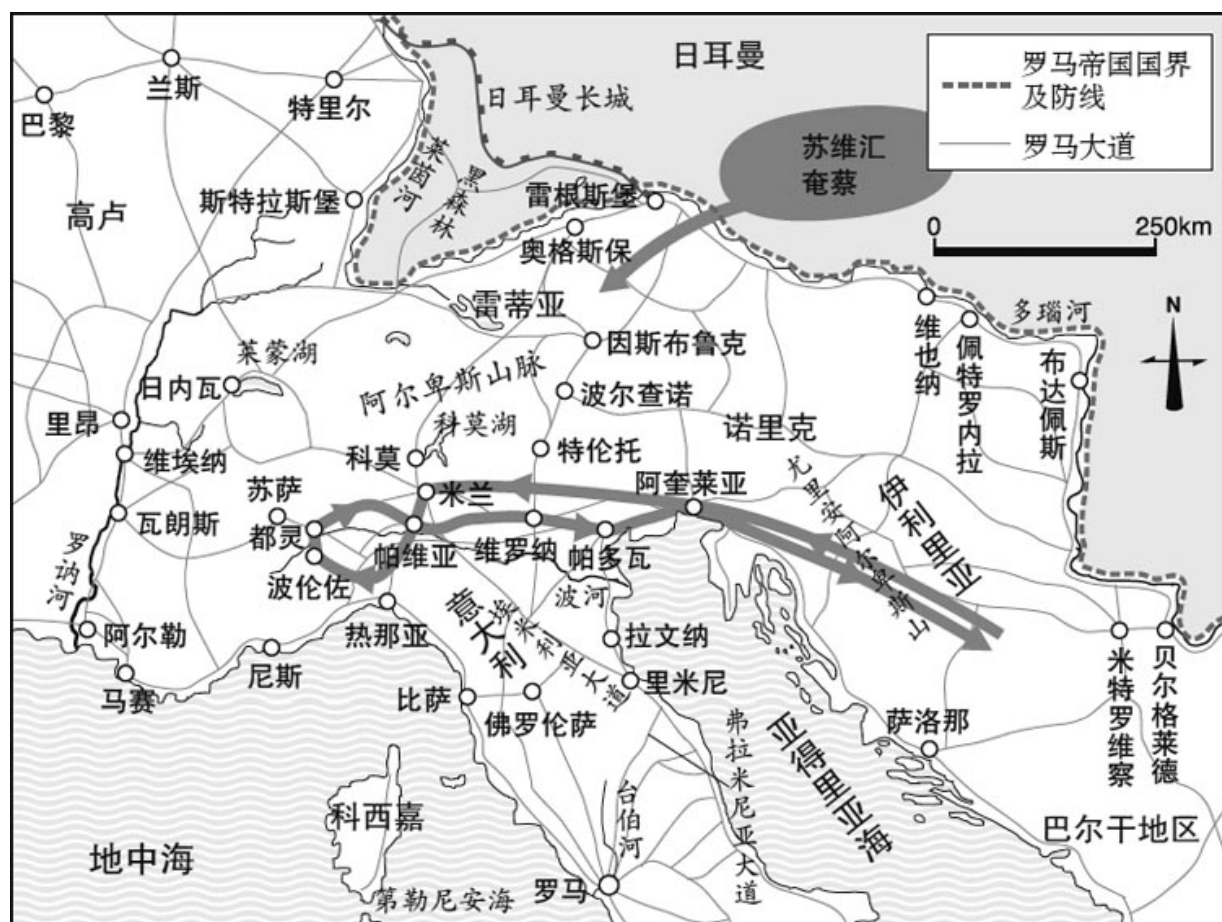 日耳曼
罗马帝国国界
及防线
罗马大道
兰斯
特里尔
日耳曼长城
巴黎
莱茵河
黑森林
苏维汇
奄蔡
斯特拉斯堡
雷根斯堡
高卢
奥格斯保
0
250km
雷蒂亚
N
多瑙河
维也纳
佩特罗内拉
布达佩斯
因斯布鲁克
莱蒙湖
日内瓦
阿尔卑斯山脉
波尔查诺
里昂
科莫湖
诺里克
维埃纳
科莫
特伦托
苏萨
米兰
阿奎莱亚
尤里安阿尔卑斯山
伊利里亚
瓦朗斯
都灵
帕维亚
维罗纳
帕多瓦
罗讷河
波伦佐
波河
意大利
埃米利亚大道
阿尔勒
热那亚
拉文纳
马赛
尼斯
比萨
佛罗伦萨
里米尼
米特罗维察
贝尔格莱德
弗拉米尼亚大道
亚得里亚海
萨洛那
台伯河
科西嘉
巴尔干地区
地中海
第勒尼安海
罗马